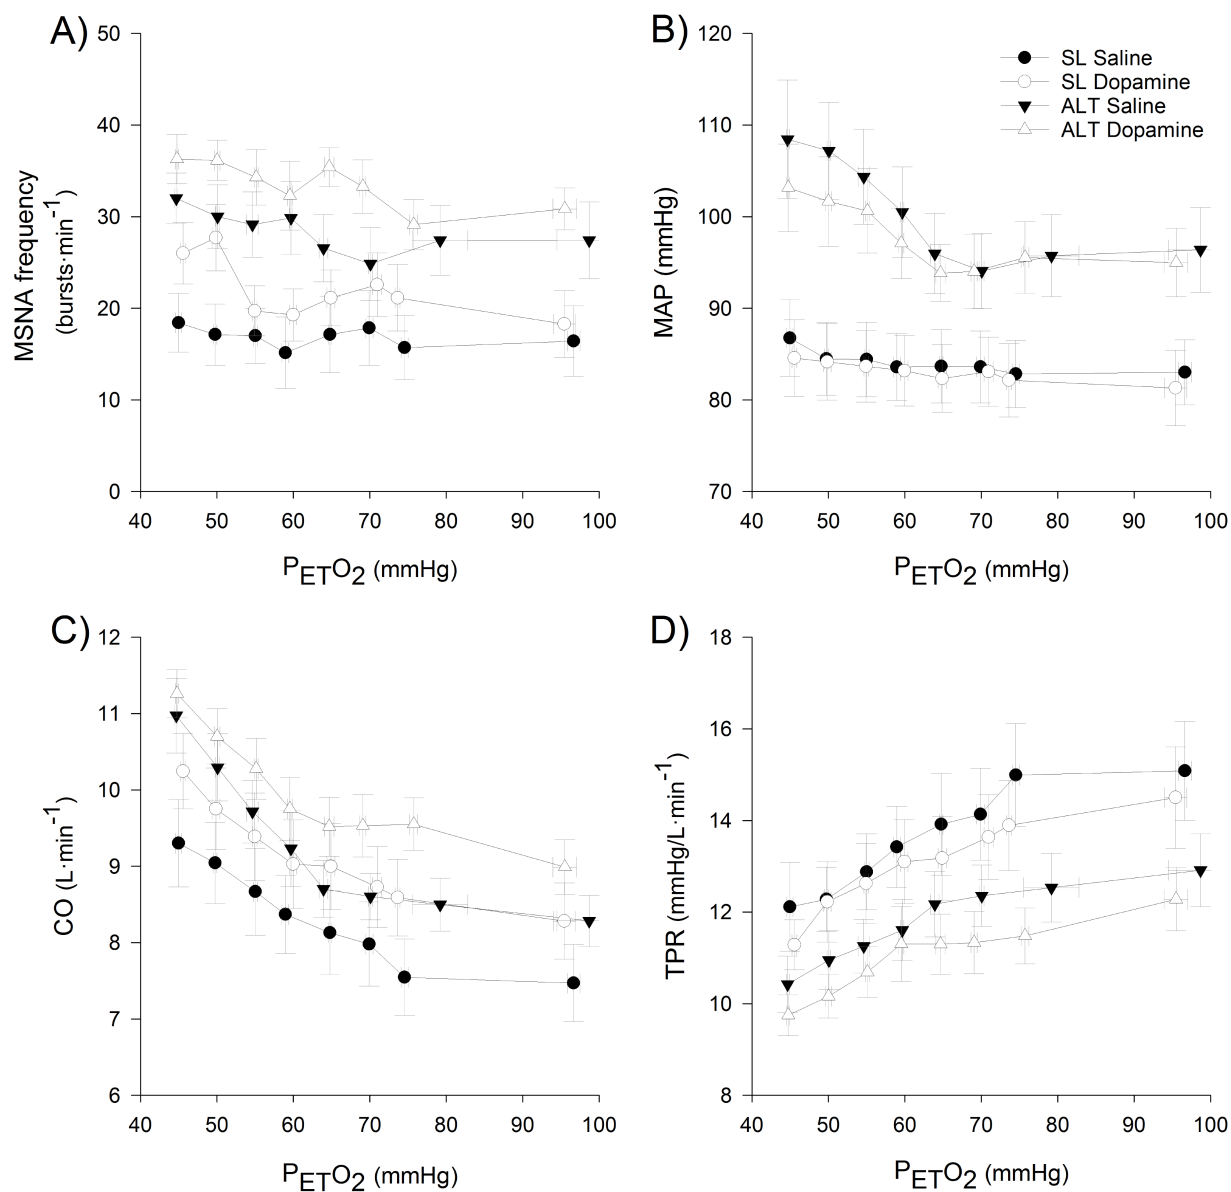 A)
50
40
30
20
10
0
MSNA frequency
(bursts·min⁻¹)
40 50 60 70 80 90 100
PETO2 (mmHg)
B)
120
110
100
90
80
70
MAP (mmHg)
SL Saline
SL Dopamine
ALT Saline
ALT Dopamine
40 50 60 70 80 90 100
PETO2 (mmHg)
C)
12
11
10
9
8
7
6
CO (L·min⁻¹)
40 50 60 70 80 90 100
PETO2 (mmHg)
D)
18
16
14
12
10
8
TPR (mmHg/L·min⁻¹)
40 50 60 70 80 90 100
PETO2 (mmHg)